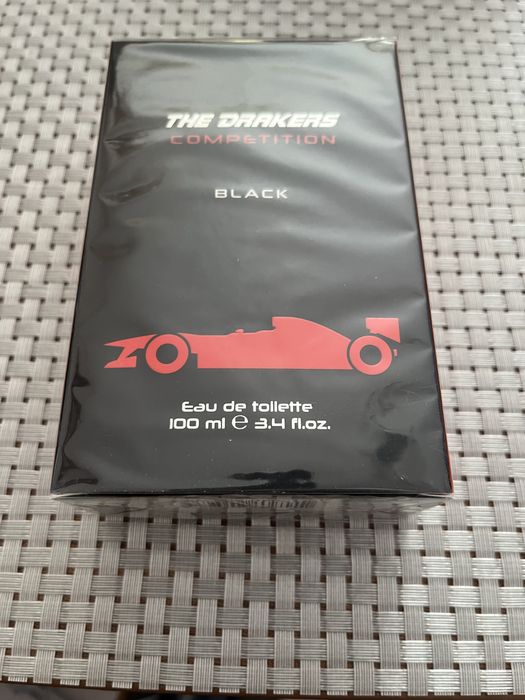 THE DRAKERS
COMPETITION
BLACK
Eau de toilette
100 ml ℮ 3.4 fl.oz.